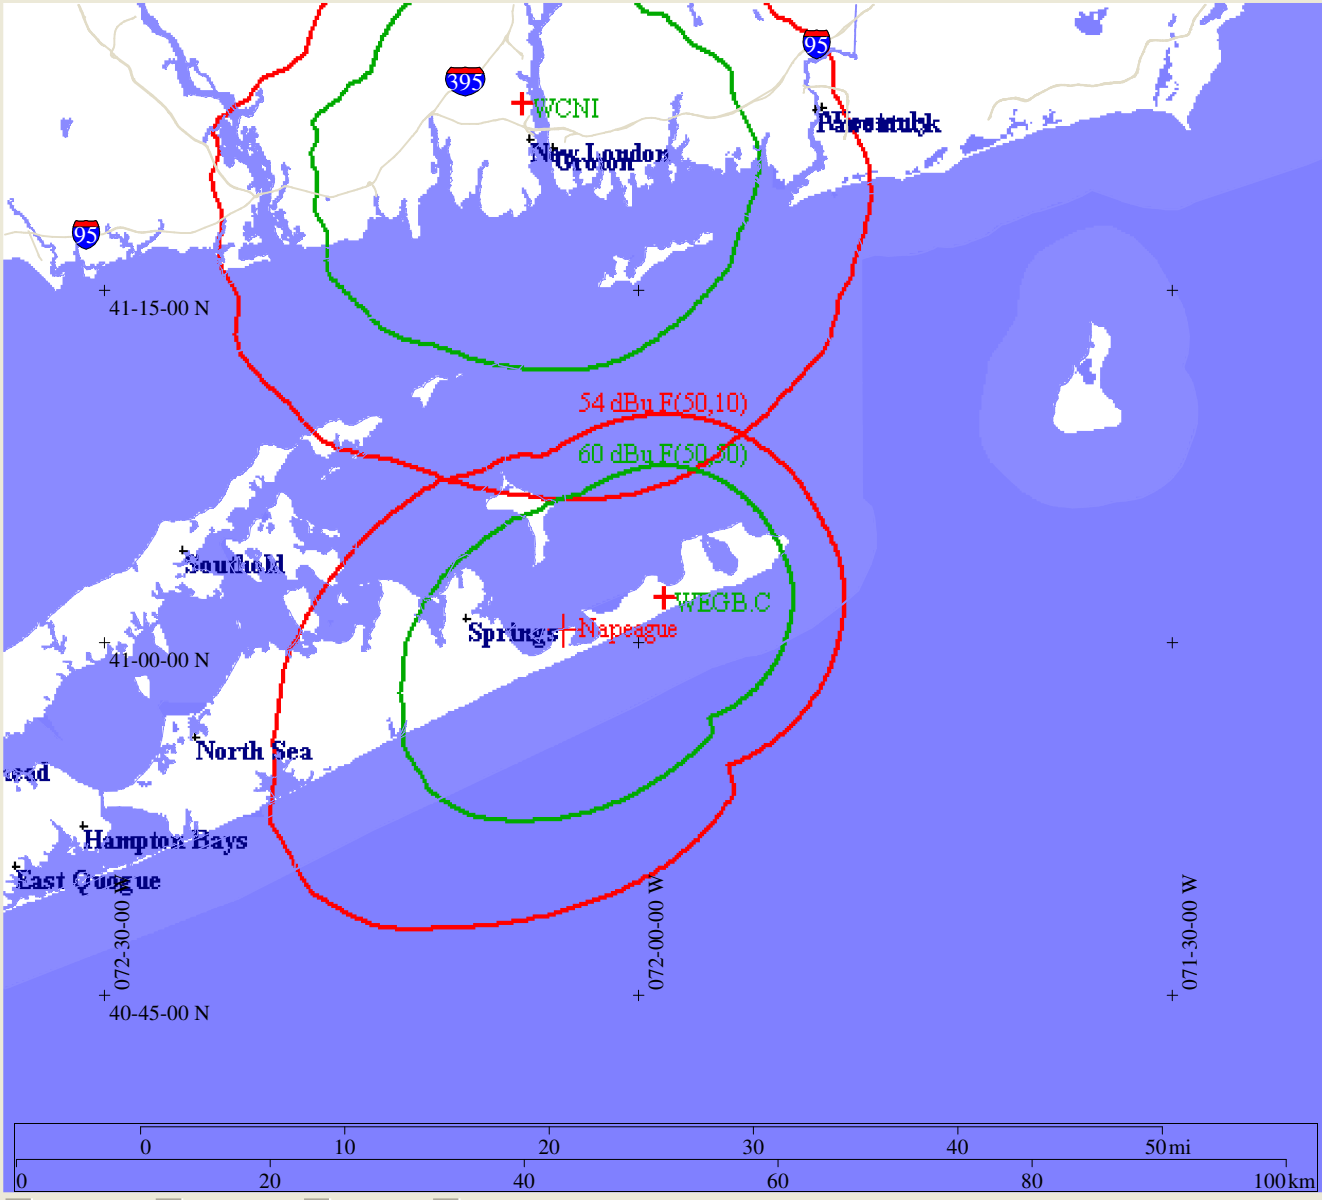 95
395
WCNI
New London
Groton
Pawcatuck
95
41-15-00 N
54 dBu F(50,10)
60 dBu F(50,50)
Southold
WEGB.C
Springs
Napeague
41-00-00 N
North Sea
Hampton Bays
East Quogue
072-30-00 W
072-00-00 W
071-30-00 W
40-45-00 N
0 10 20 30 40 50 mi
0 20 40 60 80 100 km